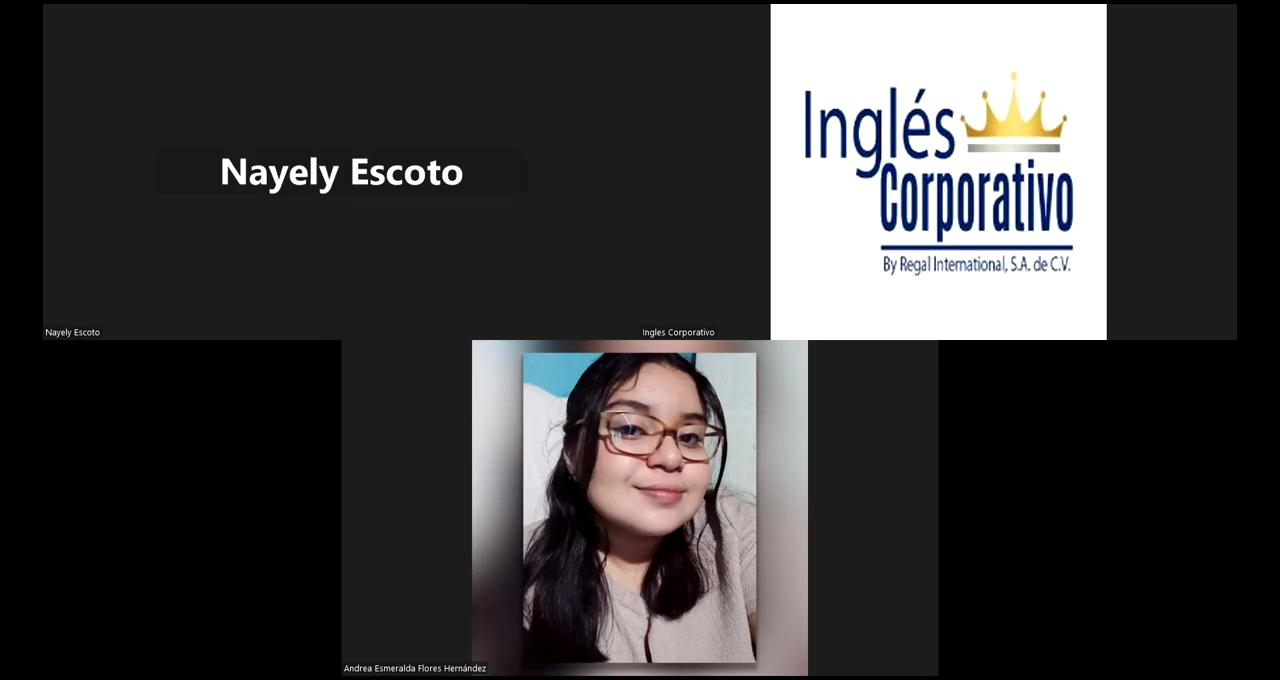 Nayely Escoto
Inglés
Corporativo
By Regal International, S.A. de C.V.
Nayely Escoto
Ingles Corporativo
Andrea Esmeralda Flores Hernández